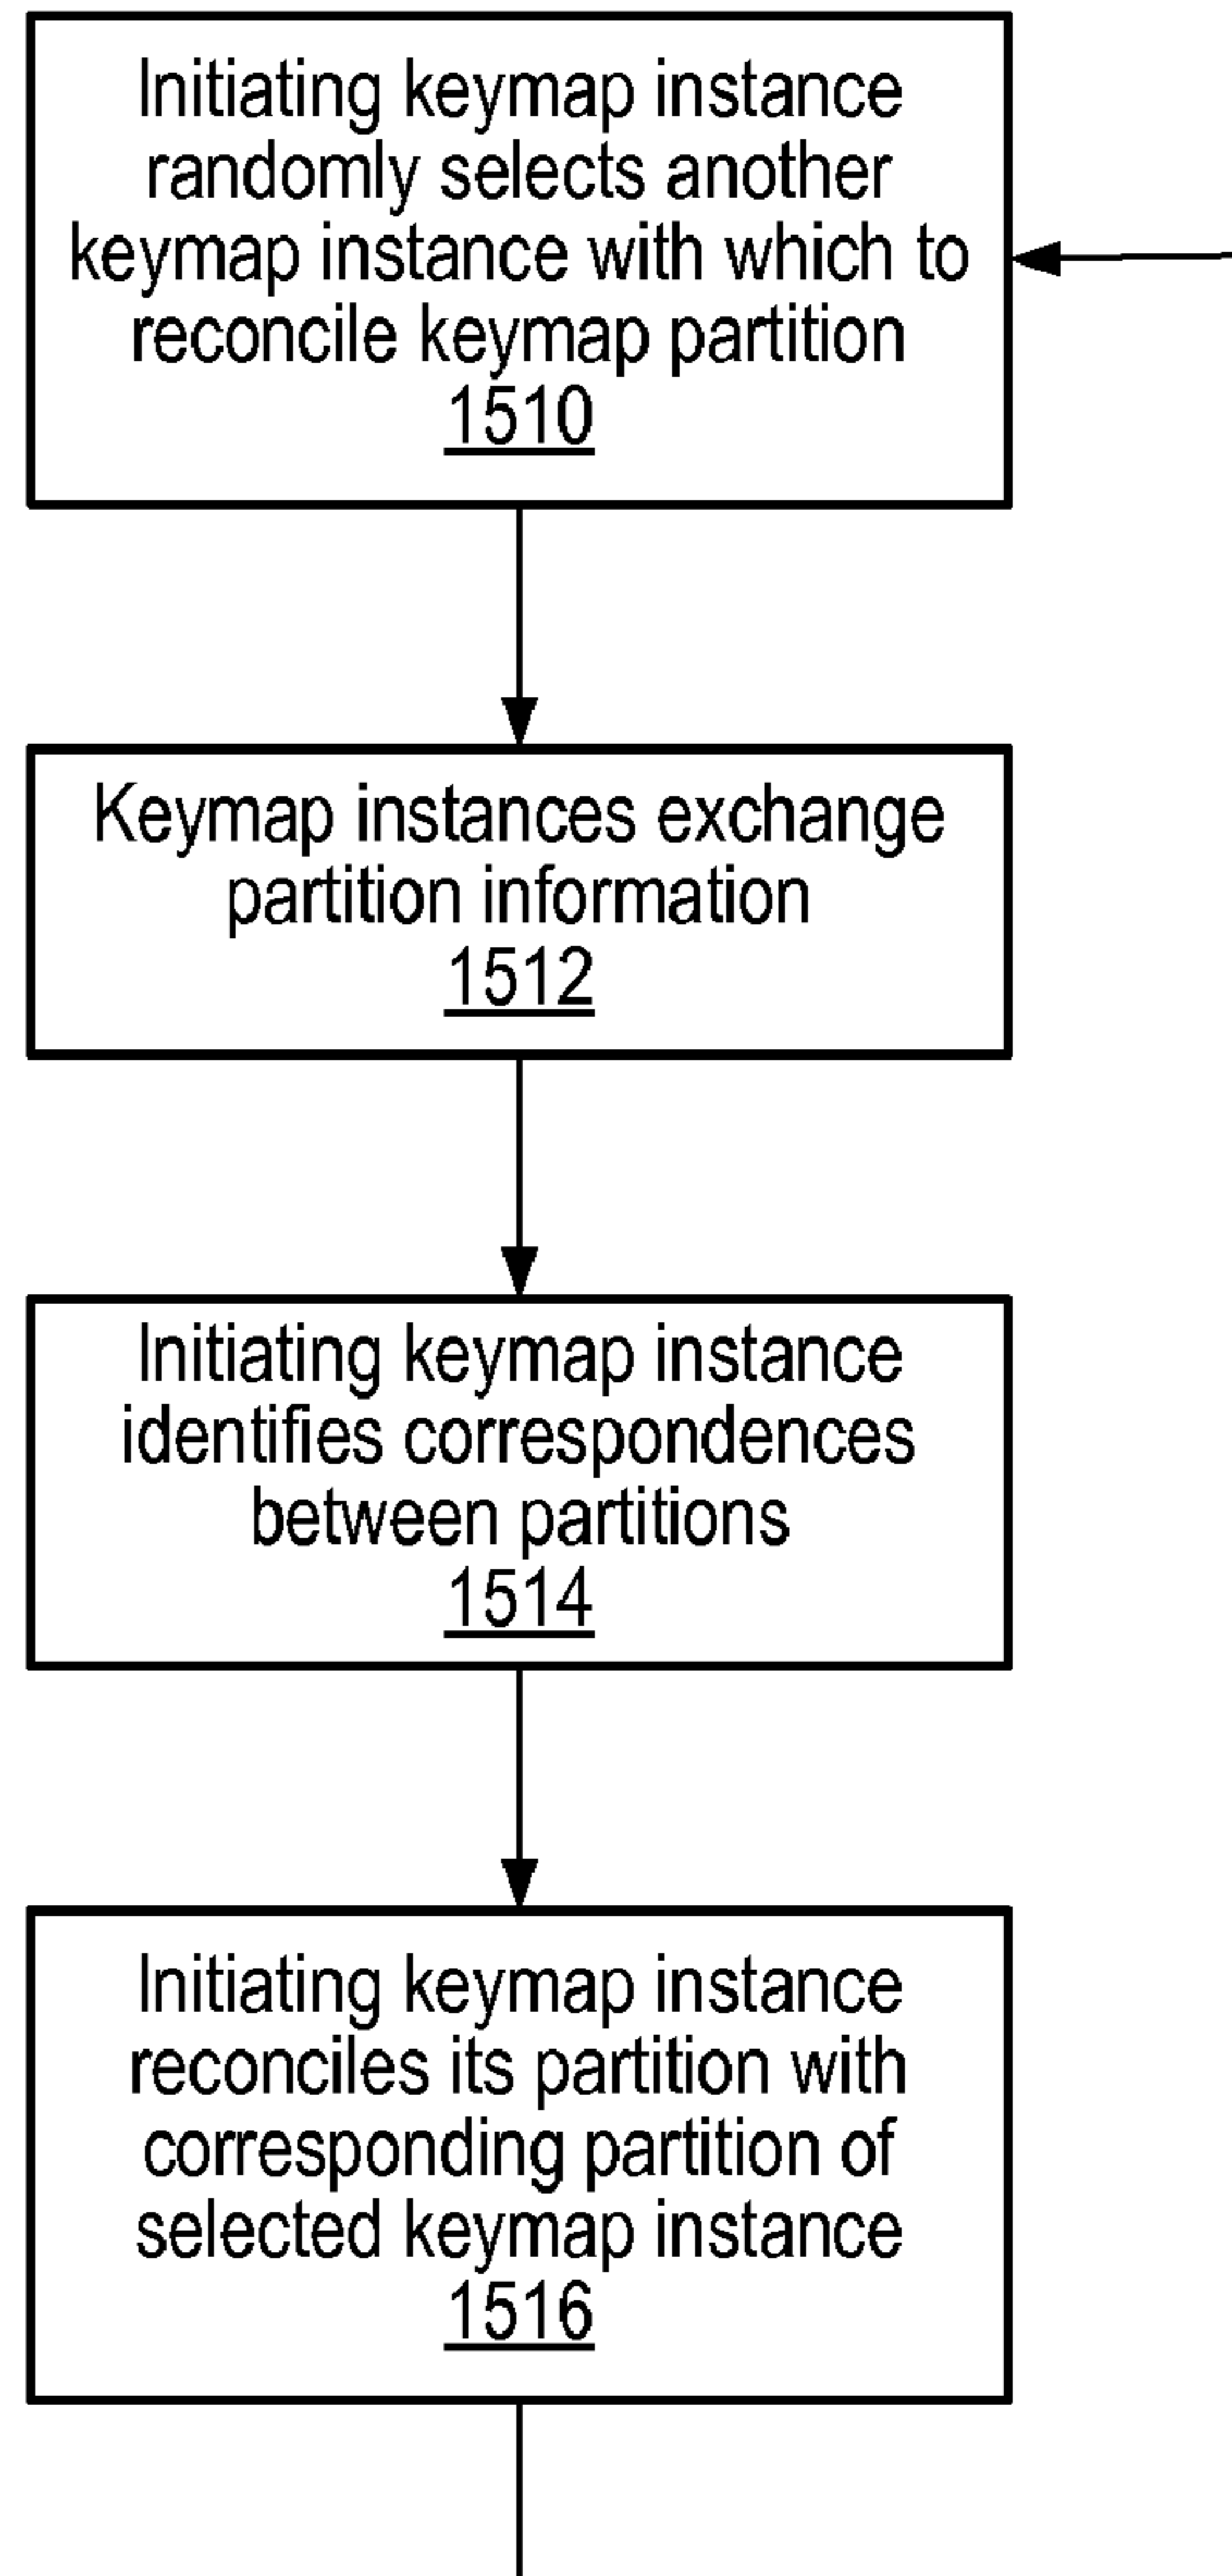 Initiating keymap instance
randomly selects another
keymap instance with which to
reconcile keymap partition
1510
Keymap instances exchange
partition information
1512
Initiating keymap instance
identifies correspondences
between partitions
1514
Initiating keymap instance
reconciles its partition with
corresponding partition of
selected keymap instance
1516